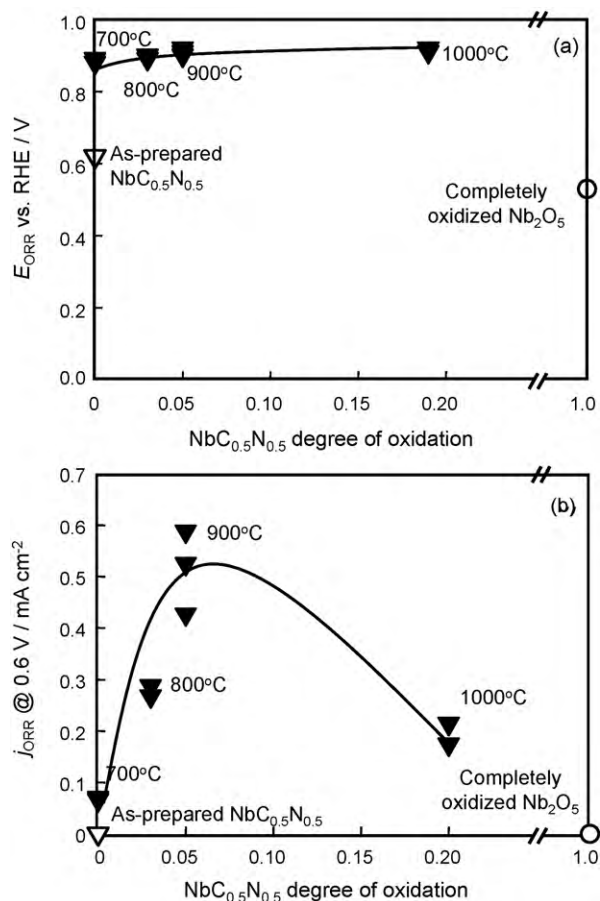 1.0
0.8
0.6
0.4
0.2
0.0
E_ORR vs. RHE / V
(a)
700°C
800°C
900°C
1000°C
As-prepared
NbC0.5N0.5
Completely
oxidized Nb2O5
0
0.05
0.10
0.15
0.20
1.0
NbC0.5N0.5 degree of oxidation
0.7
0.6
0.5
0.4
0.3
0.2
0.1
0
j_ORR @ 0.6 V / mA cm-2
(b)
900°C
800°C
1000°C
700°C
As-prepared NbC0.5N0.5
Completely
oxidized Nb2O5
0
0.05
0.10
0.15
0.20
1.0
NbC0.5N0.5 degree of oxidation